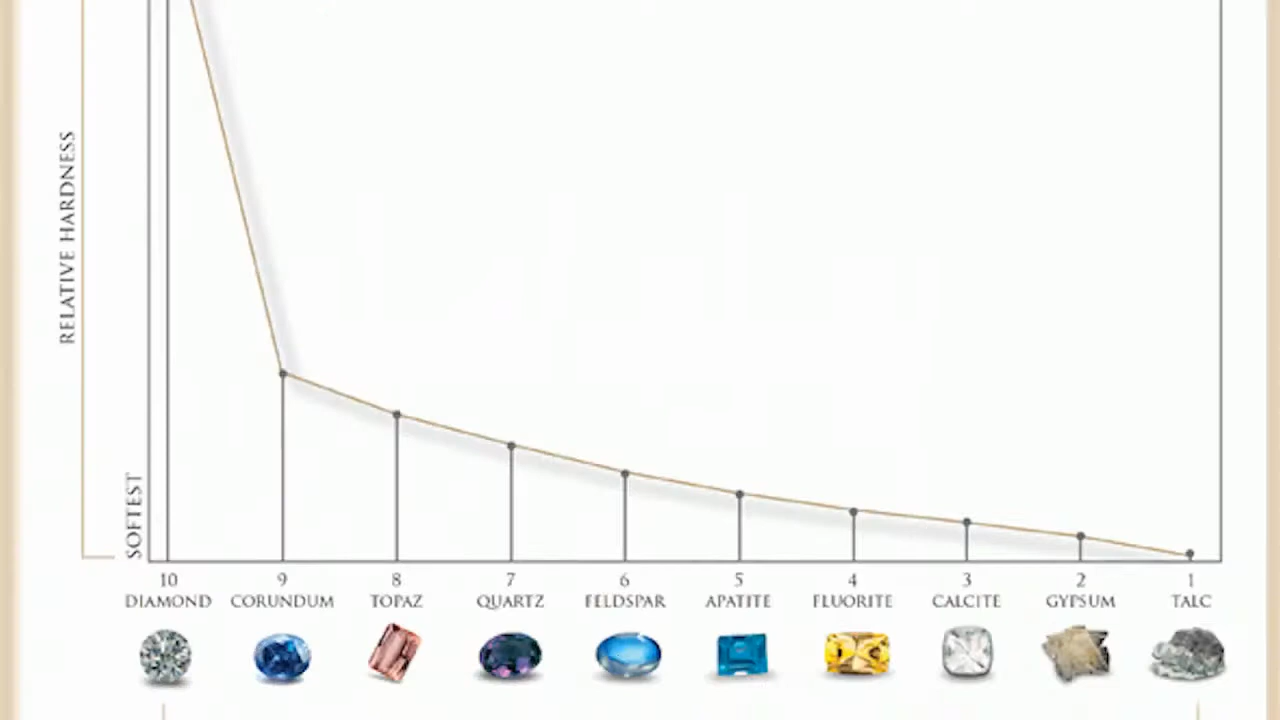 RELATIVE HARDNESS
SOFTEST
10 9 8 7 6 5 4 3 2 1
DIAMOND CORUNDUM TOPAZ QUARTZ FELDSPAR APATITE FLUORITE CALCITE GYPSUM TALC